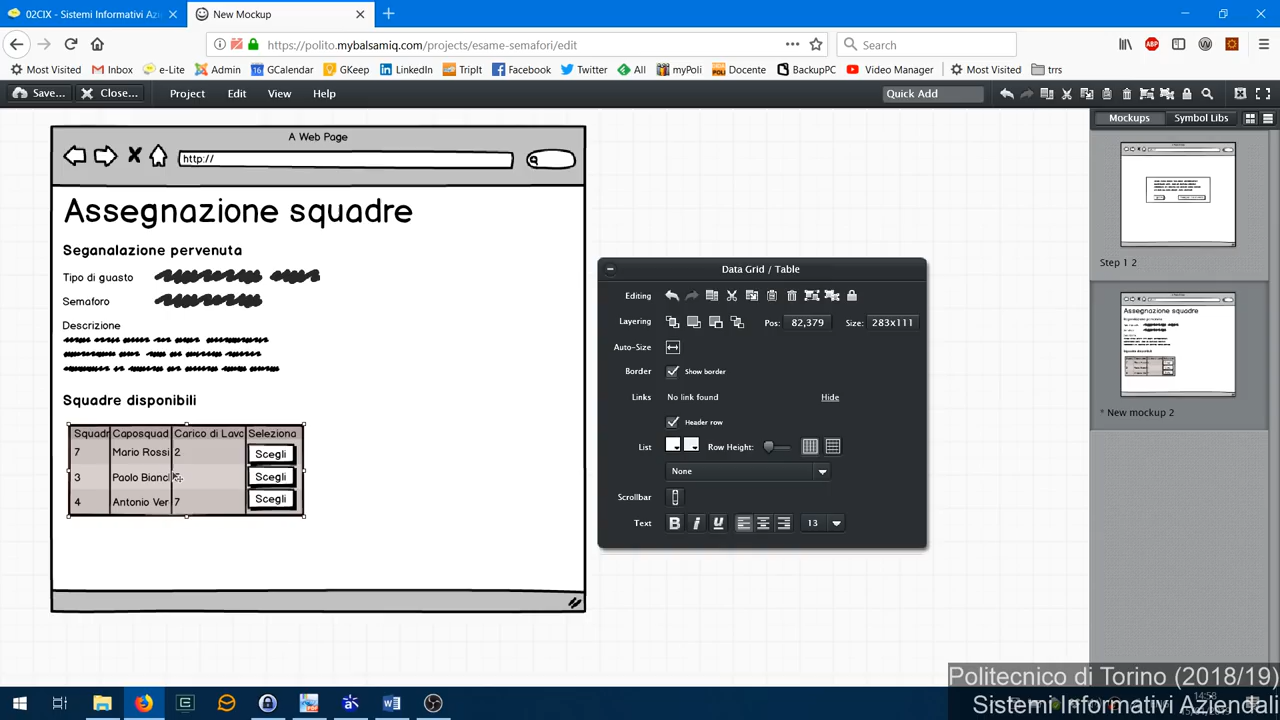 02CIX - Sistemi Informativi Azi
New Mockup
https://polito.mybalsamiq.com/projects/esame-semafori/edit
Search
Most Visited
Inbox
e-Lite
Admin
GCalendar
GKeep
LinkedIN
TripIt
Facebook
Twitter
All
myPoli
Docente
BackupPC
Video Manager
Most Visited
trrs
Save...
Close...
Project
Edit
View
Help
Quick Add
Mockups
Symbol Libs
A Web Page
http://
Assegnazione squadre
Seganalazione pervenuta
Tipo di guasto
Semaforo
Descrizione
Squadre disponibili
Squadr Caposquad Carico di Lavc Seleziona
7 Mario Rossi 2 Scegli
3 Paolo Bianc Scegli
4 Antonio Ver 7 Scegli
Data Grid / Table
Editing
Layering Pos: 82,379 Size: 283x111
Auto-Size
Border Show border
Links No link found Hide
Header row
List Row Height:
None
Scrollbar
Text B i U 13
Step 1 2
Assegnazione squadre
* New mockup 2
Politecnico di Torino (2018/19)
Sistemi Informativi Aziendali
14:58